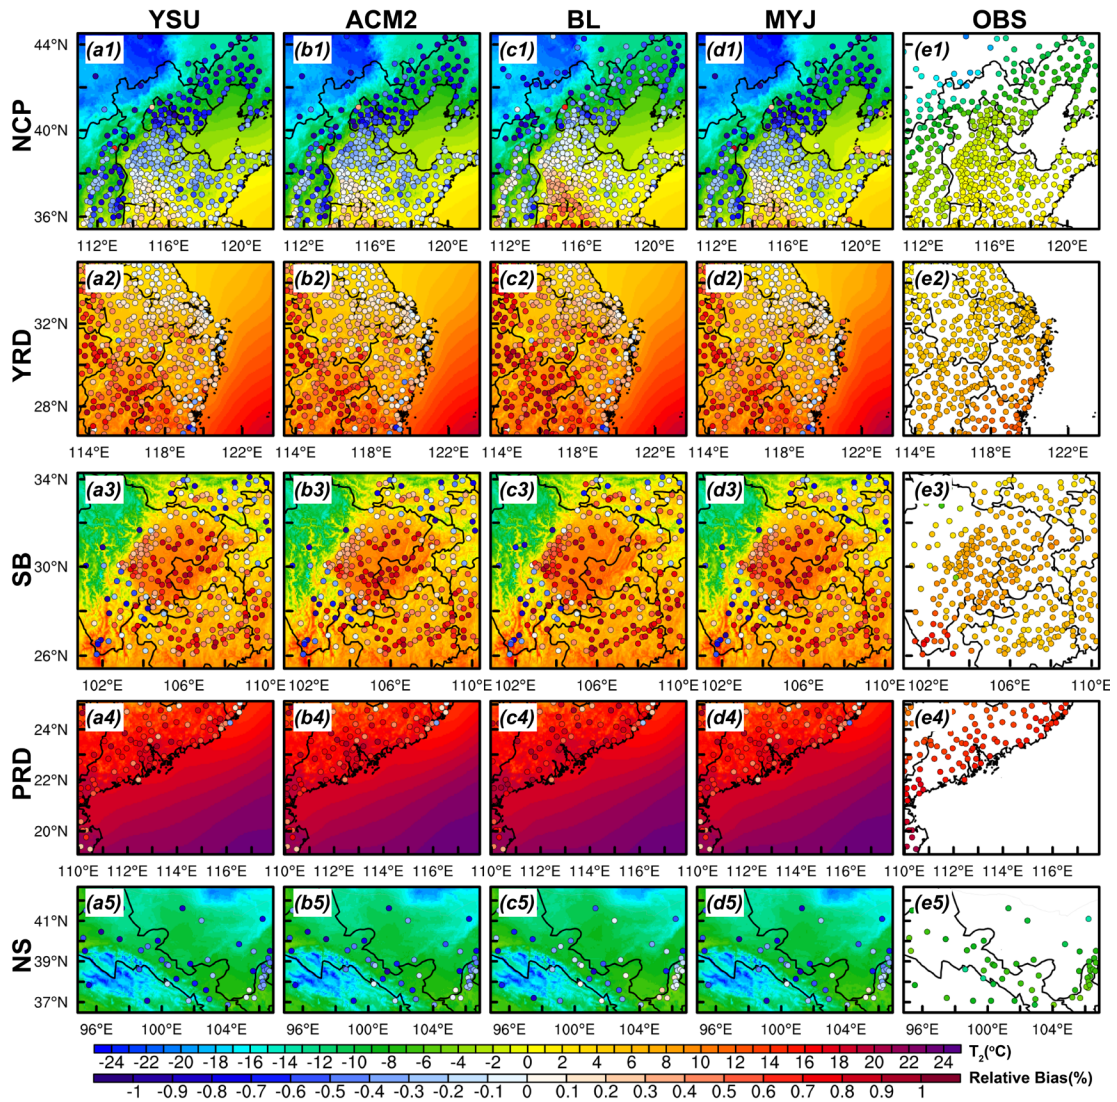 YSU ACM2 BL MYJ OBS
NCP
44°N (a1) (b1) (c1) (d1) (e1)
40°N
36°N
112°E 116°E 120°E 112°E 116°E 120°E 112°E 116°E 120°E 112°E 116°E 120°E 112°E 116°E 120°E
YRD
(a2) (b2) (c2) (d2) (e2)
32°N
28°N
114°E 118°E 122°E 114°E 118°E 122°E 114°E 118°E 122°E 114°E 118°E 122°E 114°E 118°E 122°E
SB
34°N (a3) (b3) (c3) (d3) (e3)
30°N
26°N
102°E 106°E 110°E 102°E 106°E 110°E 102°E 106°E 110°E 102°E 106°E 110°E 102°E 106°E 110°E
PRD
(a4) (b4) (c4) (d4) (e4)
24°N
22°N
20°N
110°E 112°E 114°E 116°E 118°E 110°E 112°E 114°E 116°E 118°E 110°E 112°E 114°E 116°E 118°E 110°E 112°E 114°E 116°E 118°E 110°E 112°E 114°E 116°E 118°E
NS
(a5) (b5) (c5) (d5) (e5)
41°N
39°N
37°N
96°E 100°E 104°E 96°E 100°E 104°E 96°E 100°E 104°E 96°E 100°E 104°E 96°E 100°E 104°E
-24 -22 -20 -18 -16 -14 -12 -10 -8 -6 -4 -2 0 2 4 6 8 10 12 14 16 18 20 22 24 T₂(°C)
-1 -0.9 -0.8 -0.7 -0.6 -0.5 -0.4 -0.3 -0.2 -0.1 0 0.1 0.2 0.3 0.4 0.5 0.6 0.7 0.8 0.9 1 Relative Bias(%)